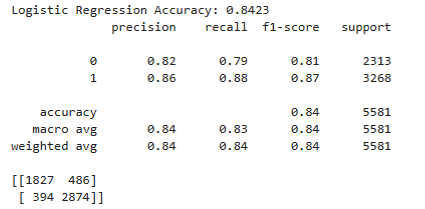 Logistic Regression Accuracy: 0.8423
precision recall f1-score support
0 0.82 0.79 0.81 2313
1 0.86 0.88 0.87 3268
accuracy 0.84 5581
macro avg 0.84 0.83 0.84 5581
weighted avg 0.84 0.84 0.84 5581
[[1827 486]
[ 394 2874]]